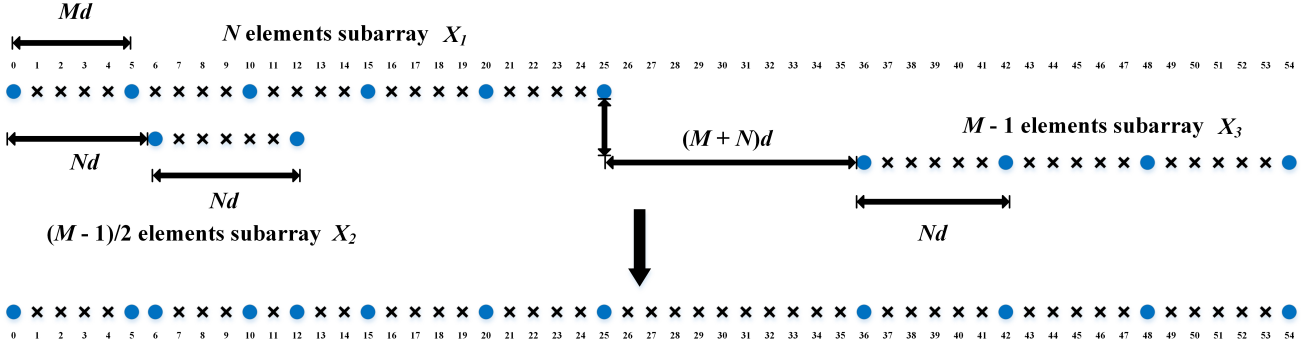 Md
N elements subarray X1
0 1 2 3 4 5 6 7 8 9 10 11 12 13 14 15 16 17 18 19 20 21 22 23 24 25 26 27 28 29 30 31 32 33 34 35 36 37 38 39 40 41 42 43 44 45 46 47 48 49 50 51 52 53 54
(M + N)d
M - 1 elements subarray X3
Nd
Nd
Nd
(M - 1)/2 elements subarray X2
0 1 2 3 4 5 6 7 8 9 10 11 12 13 14 15 16 17 18 19 20 21 22 23 24 25 26 27 28 29 30 31 32 33 34 35 36 37 38 39 40 41 42 43 44 45 46 47 48 49 50 51 52 53 54